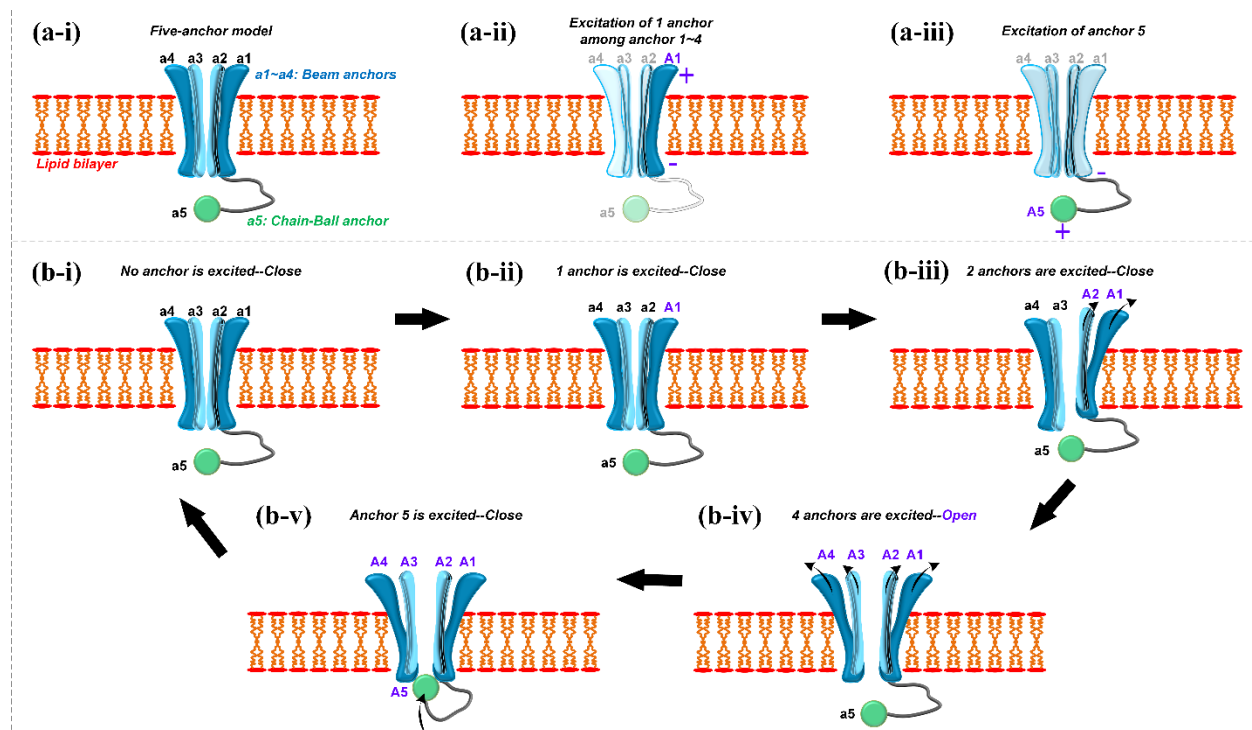 (a-i)
Five-anchor model
a4 a3 a2 a1
a1~a4: Beam anchors
Lipid bilayer
a5
a5: Chain-Ball anchor
(a-ii)
Excitation of 1 anchor
among anchor 1~4
a4 a3 a2 A1
+
-
a5
(a-iii)
Excitation of anchor 5
a4 a3 a2 a1
-
A5
+
(b-i)
No anchor is excited--Close
a4 a3 a2 a1
a5
(b-ii)
1 anchor is excited--Close
a4 a3 a2 A1
a5
(b-iii)
2 anchors are excited--Close
a4 a3 A2 A1
a5
(b-v)
Anchor 5 is excited--Close
A4 A3 A2 A1
A5
(b-iv)
4 anchors are excited--Open
A4 A3 A2 A1
a5